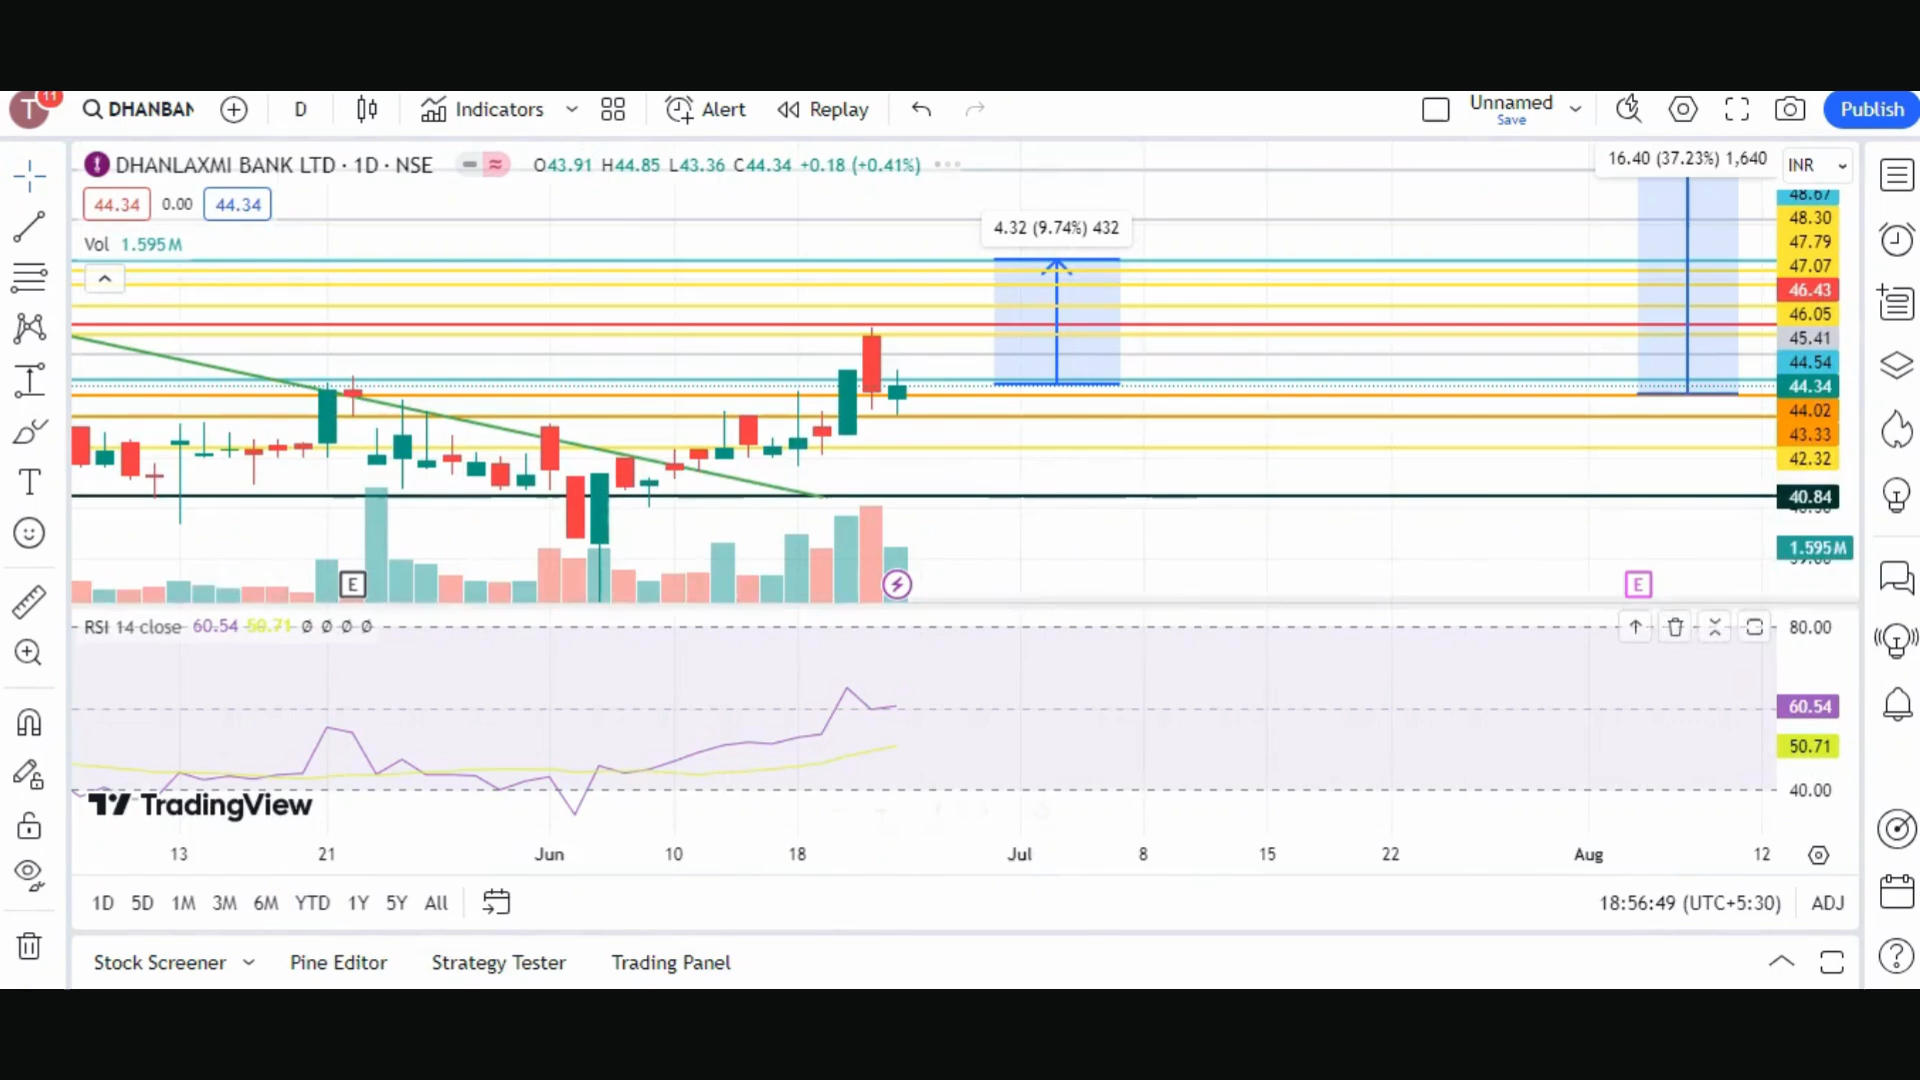 T 11 DHANBAN D Indicators Alert Replay Unnamed Save Publish
DHANLAXMI BANK LTD · 1D · NSE O43.91 H44.85 L43.36 C44.34 +0.18 (+0.41%)
16.40 (37.23%) 1,640 INR
44.34 0.00 44.34
Vol 1.595M
4.32 (9.74%) 432
48.67
48.30
47.79
47.07
46.43
46.05
45.41
44.54
44.34
44.02
43.33
42.32
40.84
1.595M
E E
RSI 14 close 60.54 50.71 Ø Ø Ø Ø
80.00
60.54
50.71
40.00
TradingView
13 21 Jun 10 18 Jul 8 15 22 Aug 12
1D 5D 1M 3M 6M YTD 1Y 5Y All 18:56:49 (UTC+5:30) ADJ
Stock Screener Pine Editor Strategy Tester Trading Panel